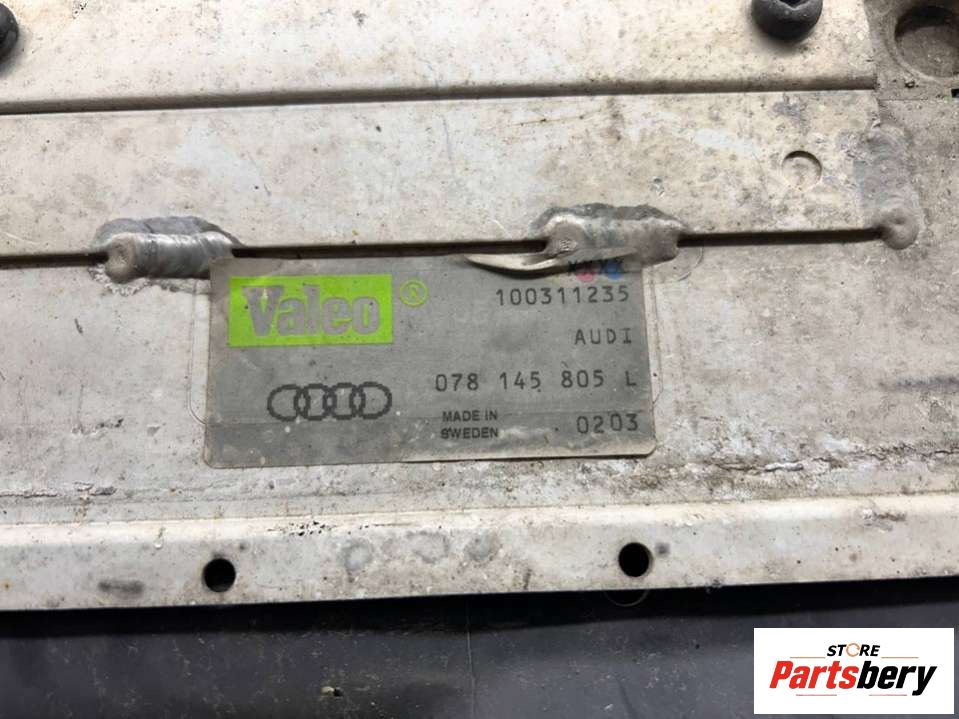 Valeo®
100311235
AUDI
078 145 805 L
MADE IN
SWEDEN
0203
STORE
Partsbery